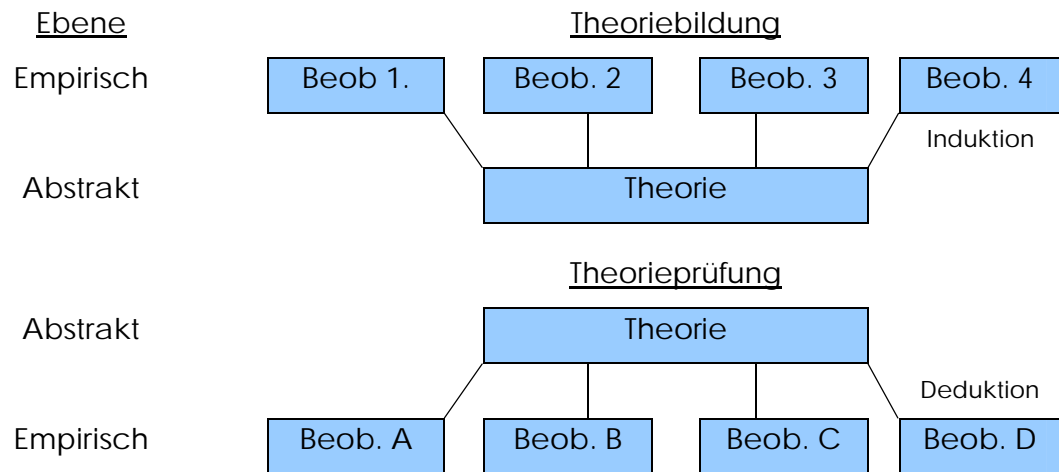 Ebene Theoriebildung
Empirisch Beob 1. Beob. 2 Beob. 3 Beob. 4
Induktion
Abstrakt Theorie
Theorieprüfung
Abstrakt Theorie
Deduktion
Empirisch Beob. A Beob. B Beob. C Beob. D